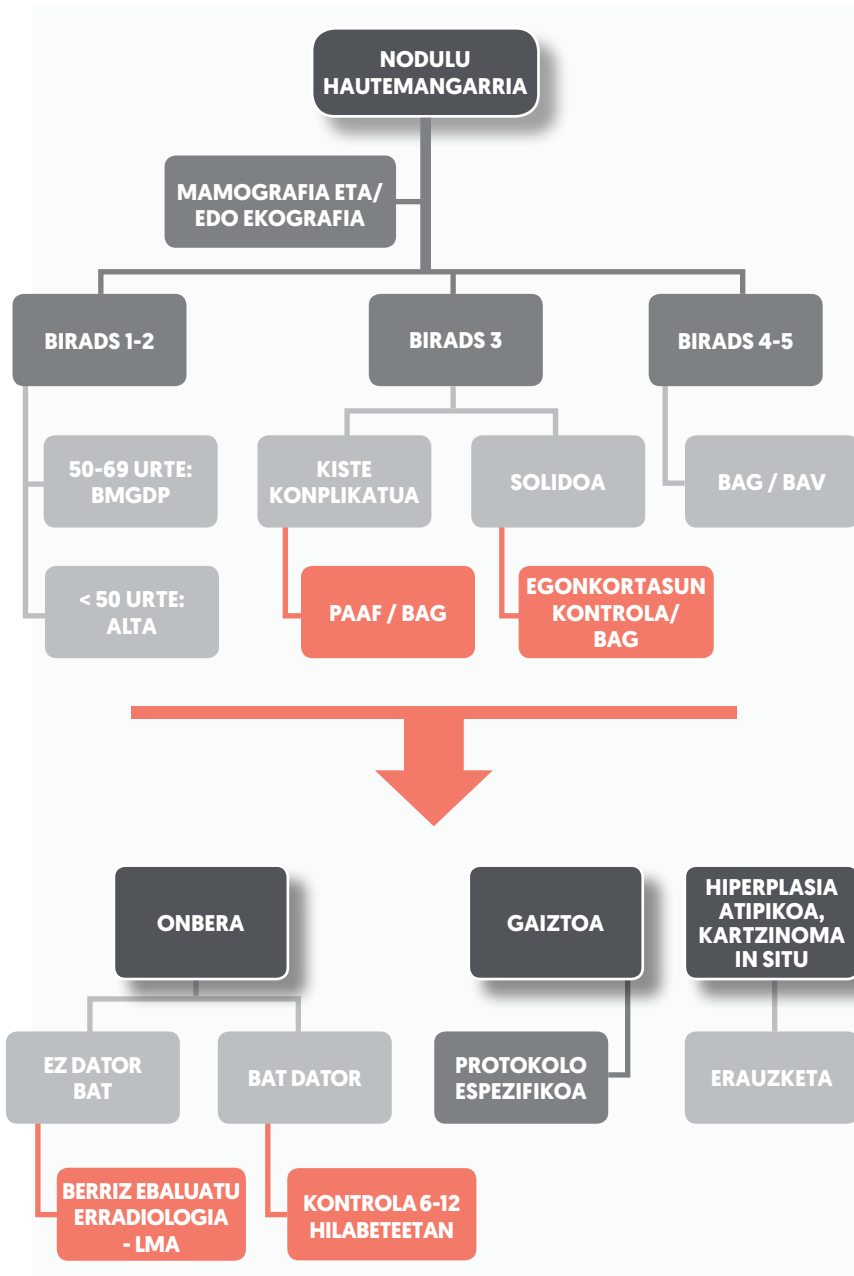 NODULU
HAUTEMANGARRIA
MAMOGRAFIA ETA/
EDO EKOGRAFIA
BIRADS 1-2
BIRADS 3
BIRADS 4-5
50-69 URTE:
BMGDP
KISTE
KONPLIKATUA
SOLIDOA
BAG / BAV
< 50 URTE:
ALTA
PAAF / BAG
EGONKORTASUN
KONTROLA/
BAG
ONBERA
GAIZTOA
HIPERPLASIA
ATIPIKOA,
KARTZINOMA
IN SITU
EZ DATOR
BAT
BAT DATOR
PROTOKOLO
ESPEZIFIKOA
ERAUZKETA
BERRIZ EBALUATU
ERRADIOLOGIA
- LMA
KONTROLA 6-12
HILABETEETAN